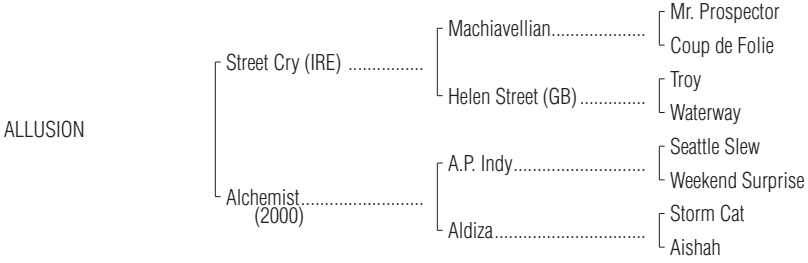 Mr. Prospector
Machiavellian....................
Coup de Folie
Street Cry (IRE) ................
Troy
Helen Street (GB) ..............
Waterway
ALLUSION
Seattle Slew
A.P. Indy............................
Weekend Surprise
Alchemist..........................
(2000)
Storm Cat
Aldiza................................
Aishah